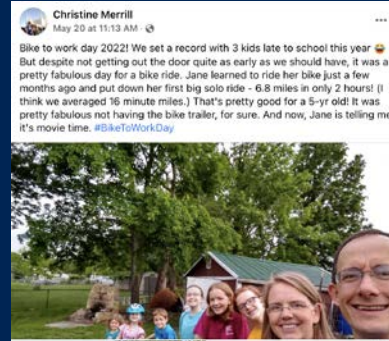 Christine Merrill
May 20 at 11:13 AM ·
Bike to work day 2022! We set a record with 3 kids late to school this year 😄
But despite not getting out the door quite as early as we should have, it was a
pretty fabulous day for a bike ride. Jane learned to ride her bike just a few
months ago and put down her first big solo ride - 6.8 miles in only 2 hours! (I
think we averaged 16 minute miles.) That's pretty good for a 5-yr old! It was
pretty fabulous not having the bike trailer, for sure. And now, Jane is telling me
it's movie time. #BikeToWorkDay